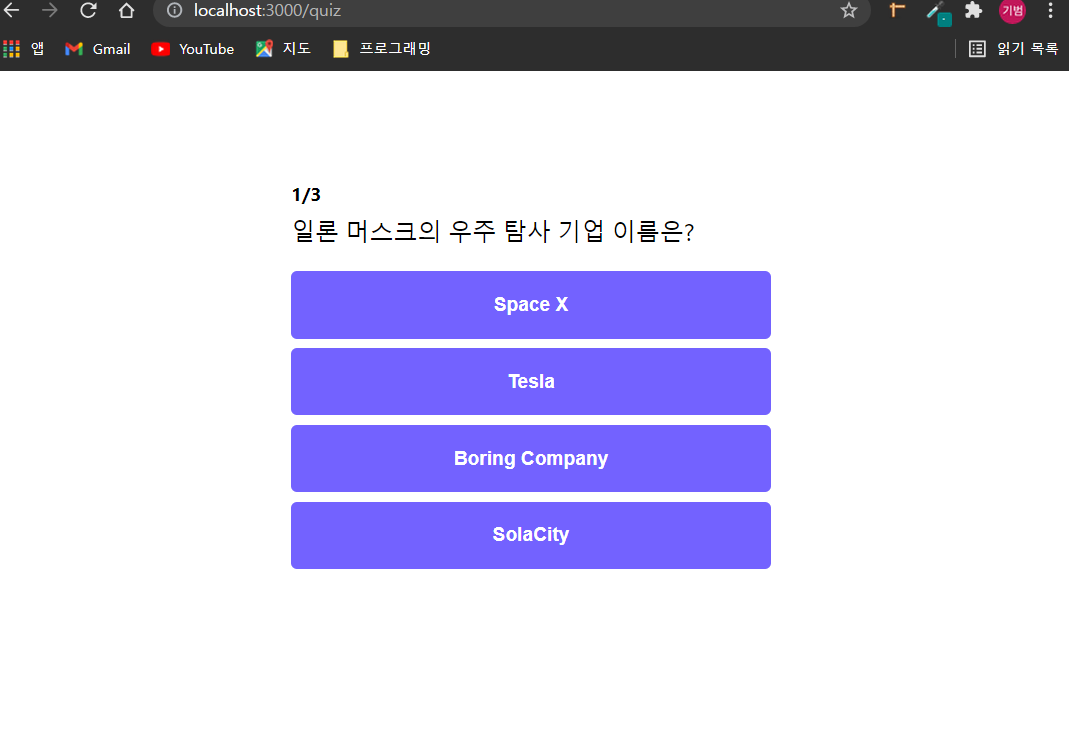 localhost:3000/quiz
기범
앱 Gmail YouTube 지도 프로그래밍 읽기 목록
1/3
일론 머스크의 우주 탐사 기업 이름은?
Space X
Tesla
Boring Company
SolaCity